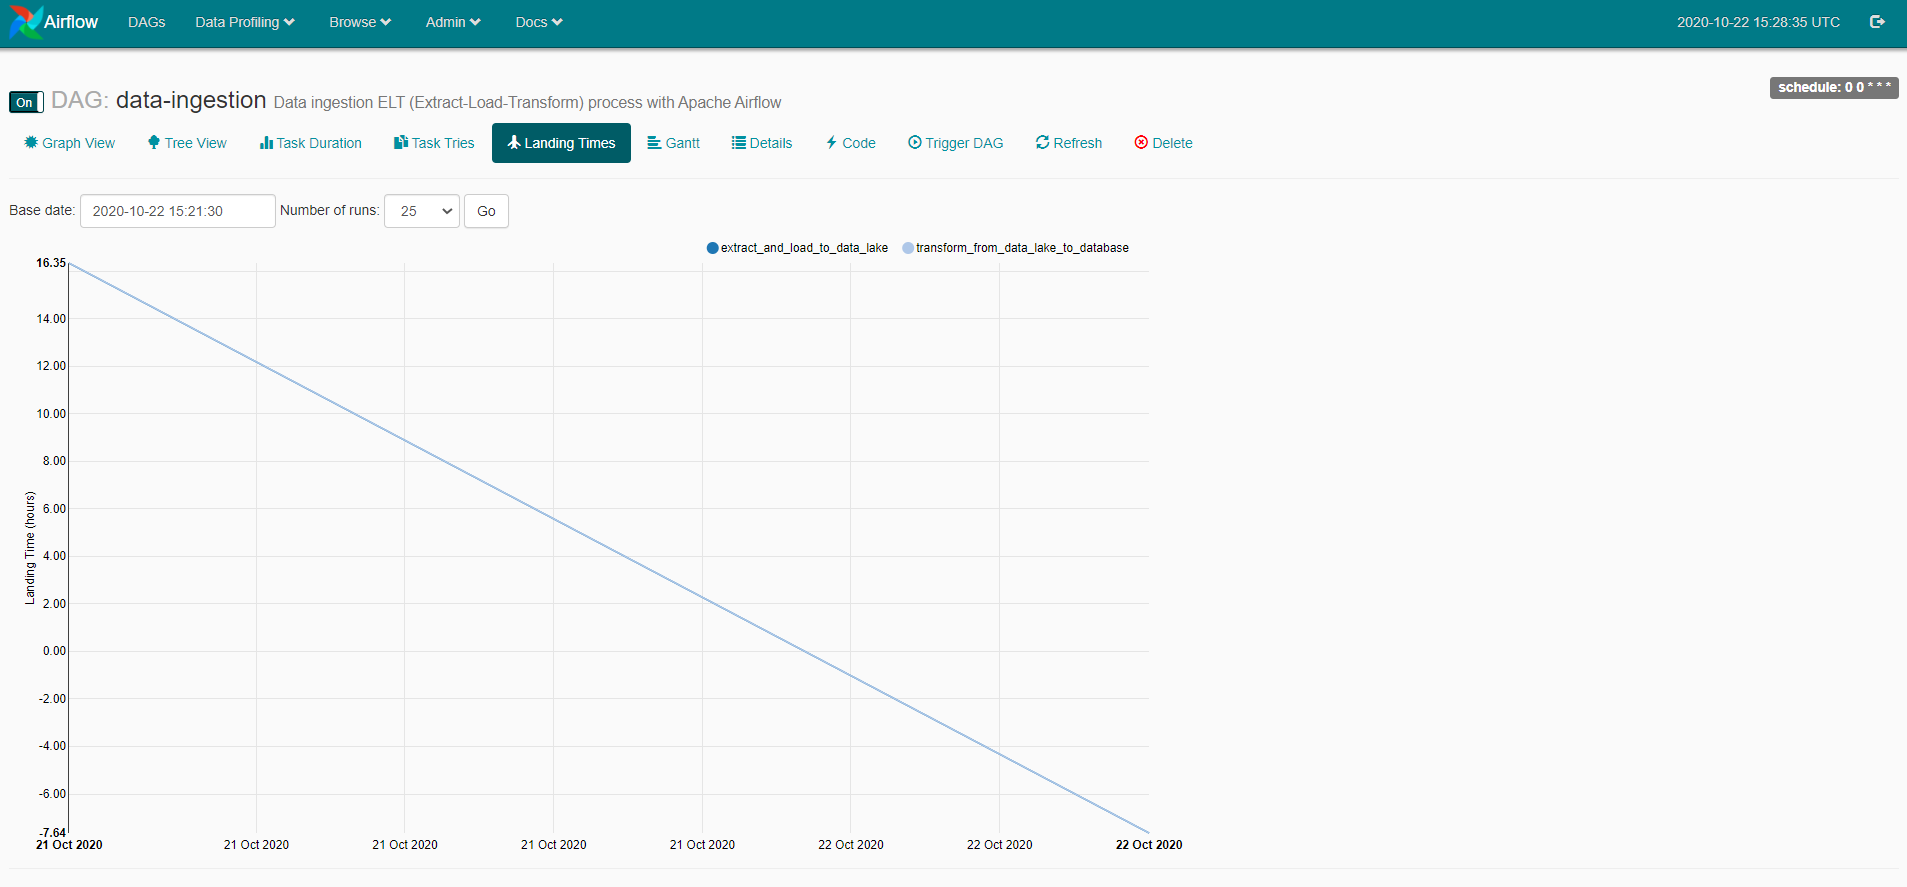 Airflow DAGs Data Profiling Browse Admin Docs 2020-10-22 15:28:35 UTC
On DAG: data-ingestion Data ingestion ELT (Extract-Load-Transform) process with Apache Airflow schedule: 0 0 * * *
Graph View Tree View Task Duration Task Tries Landing Times Gantt Details Code Trigger DAG Refresh Delete
Base date: 2020-10-22 15:21:30 Number of runs: 25 Go
extract_and_load_to_data_lake transform_from_data_lake_to_database
16.35
14.00
12.00
10.00
8.00
6.00
4.00
2.00
0.00
-2.00
-4.00
-6.00
-7.64
Landing Time (hours)
21 Oct 2020 21 Oct 2020 21 Oct 2020 21 Oct 2020 21 Oct 2020 22 Oct 2020 22 Oct 2020 22 Oct 2020